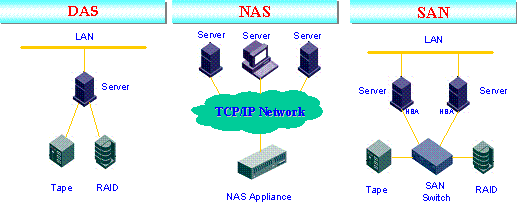 DAS
LAN
Server
Tape
RAID
NAS
Server
Server
Server
TCP/IP Network
NAS Appliance
SAN
LAN
Server
Server
HBA
HBA
Tape
SAN
Switch
RAID